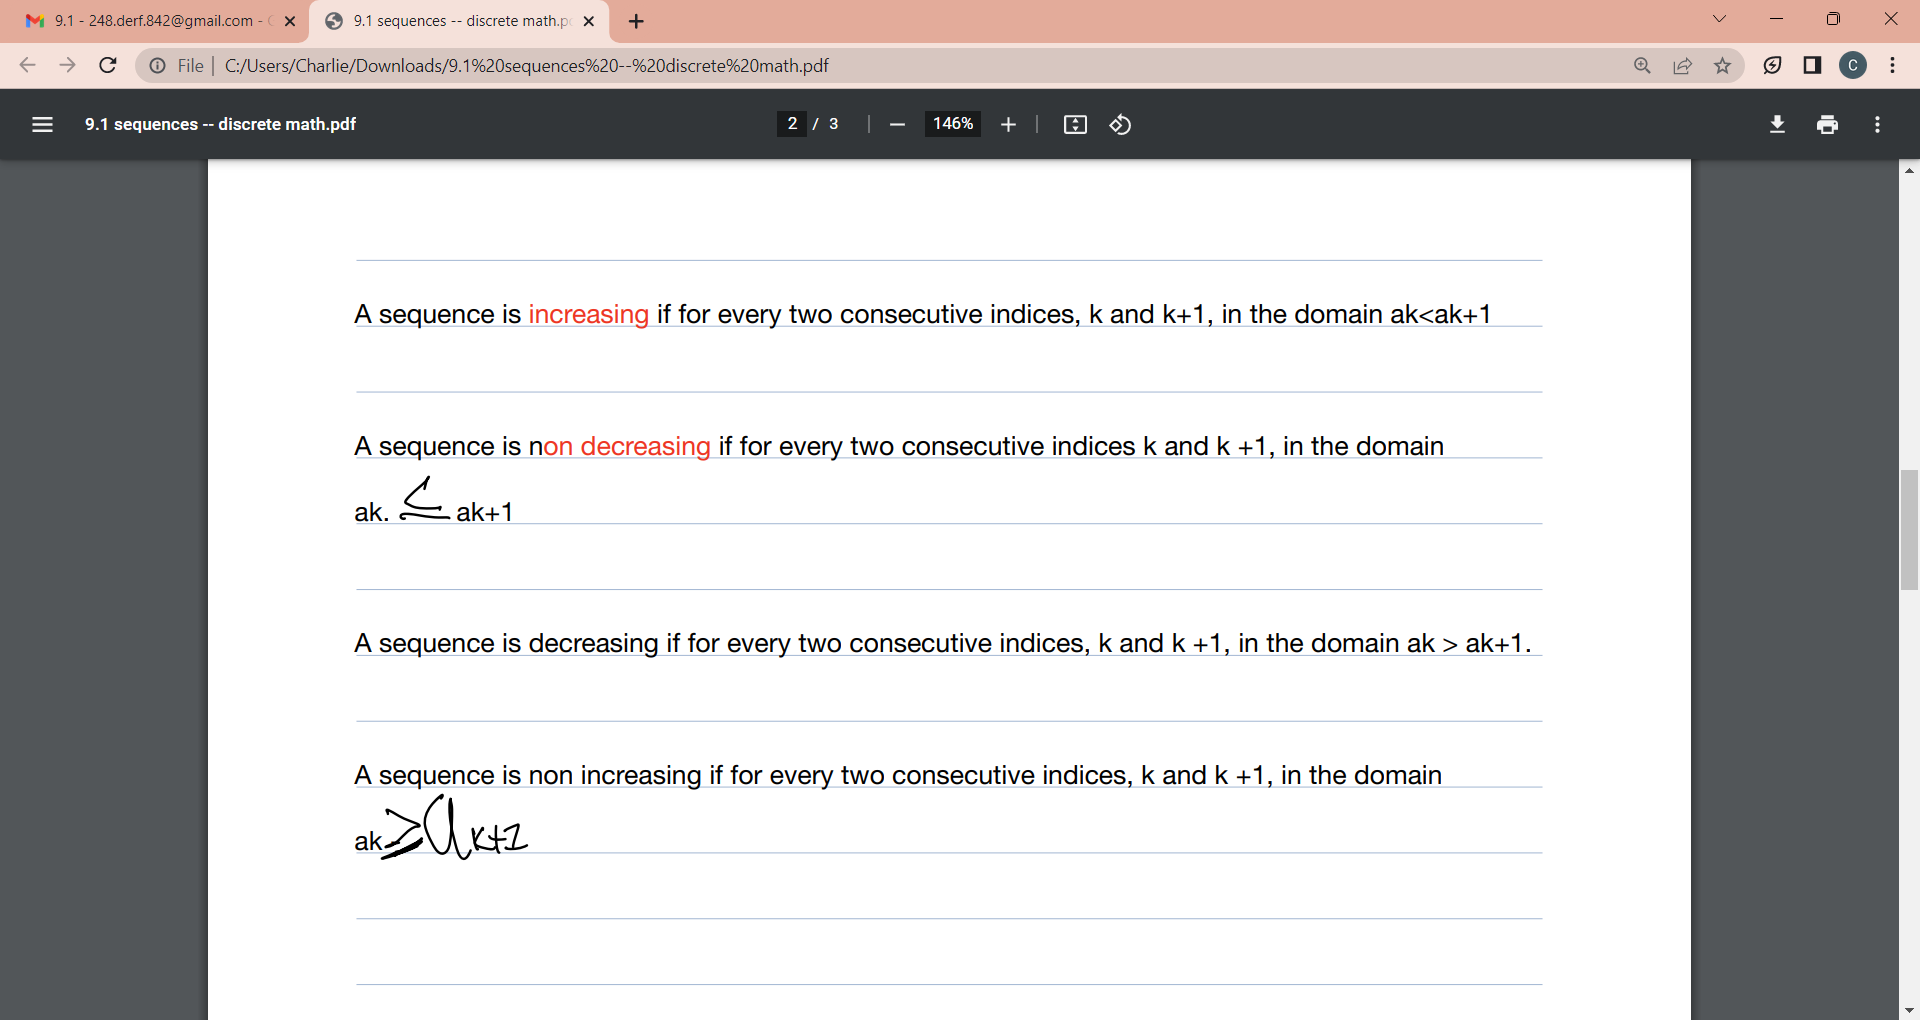 9.1 - 248.derf.842@gmail.com -
9.1 sequences -- discrete math.p
File | C:/Users/Charlie/Downloads/9.1%20sequences%20--%20discrete%20math.pdf
C
9.1 sequences -- discrete math.pdf
2 / 3 | − 146% + |
A sequence is increasing if for every two consecutive indices, k and k+1, in the domain ak<ak+1
A sequence is non decreasing if for every two consecutive indices k and k +1, in the domain
ak. ≤ ak+1
A sequence is decreasing if for every two consecutive indices, k and k +1, in the domain ak > ak+1.
A sequence is non increasing if for every two consecutive indices, k and k +1, in the domain
ak ≥ ak+1